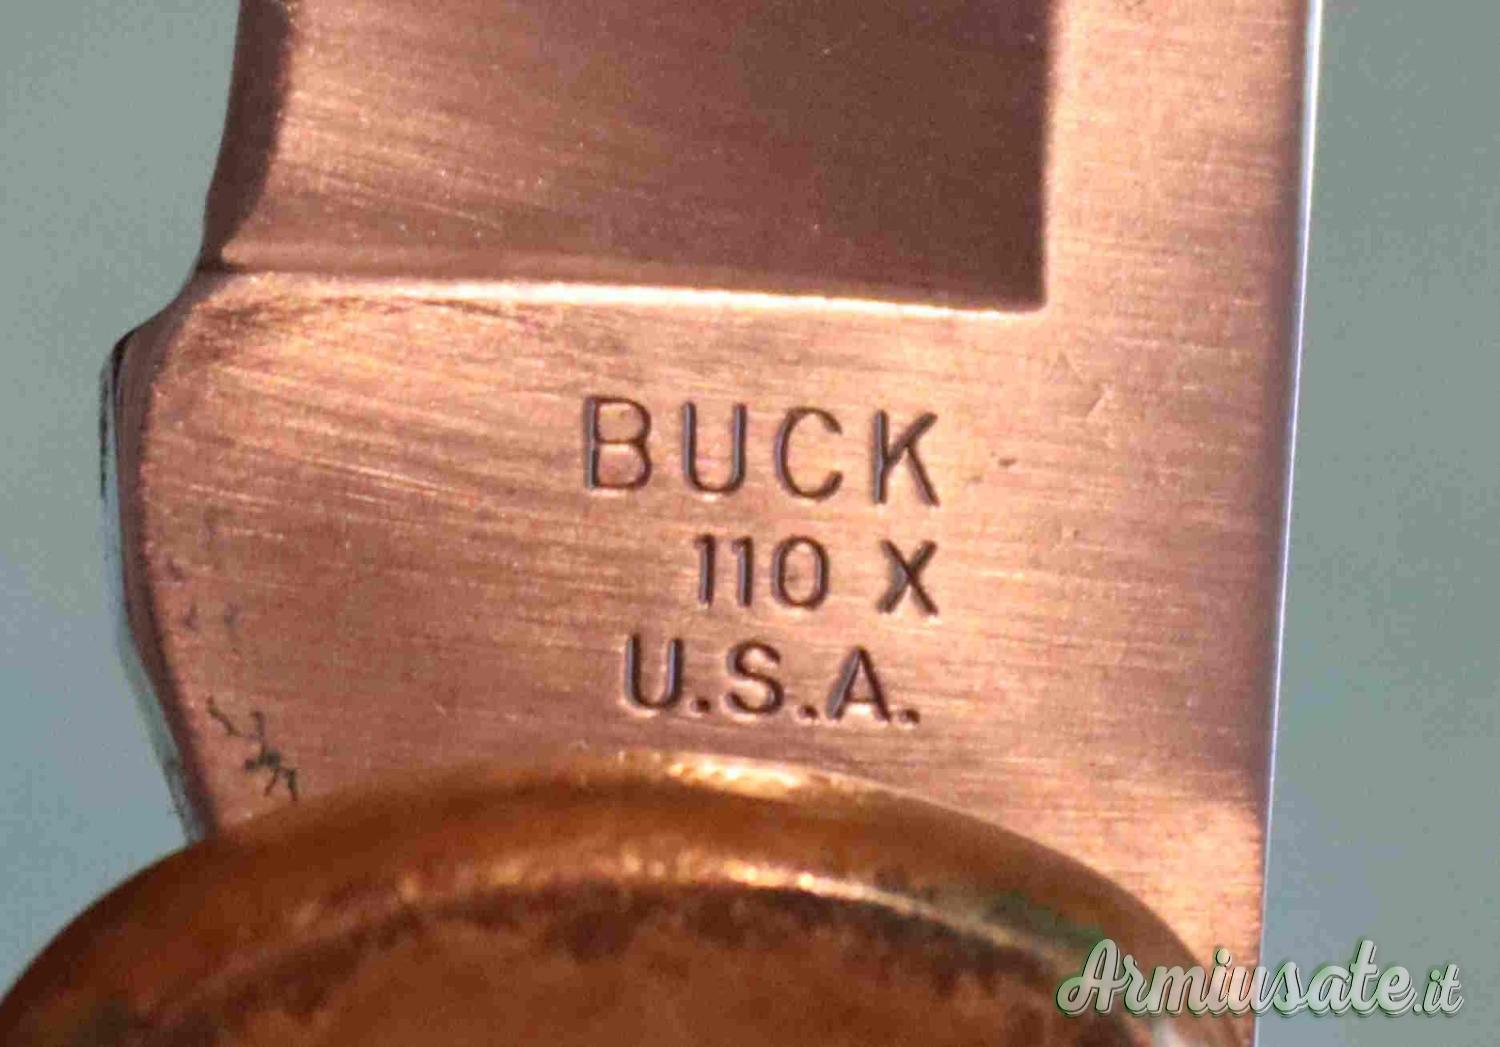 BUCK
110 X
U.S.A.
Armiusate.it